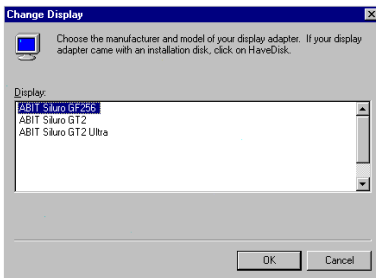 Change Display
Choose the manufacturer and model of your display adapter. If your display
adapter came with an installation disk, click on HaveDisk.
Display:
ABIT Siluro GF256
ABIT Siluro GT2
ABIT Siluro GT2 Ultra
OK Cancel